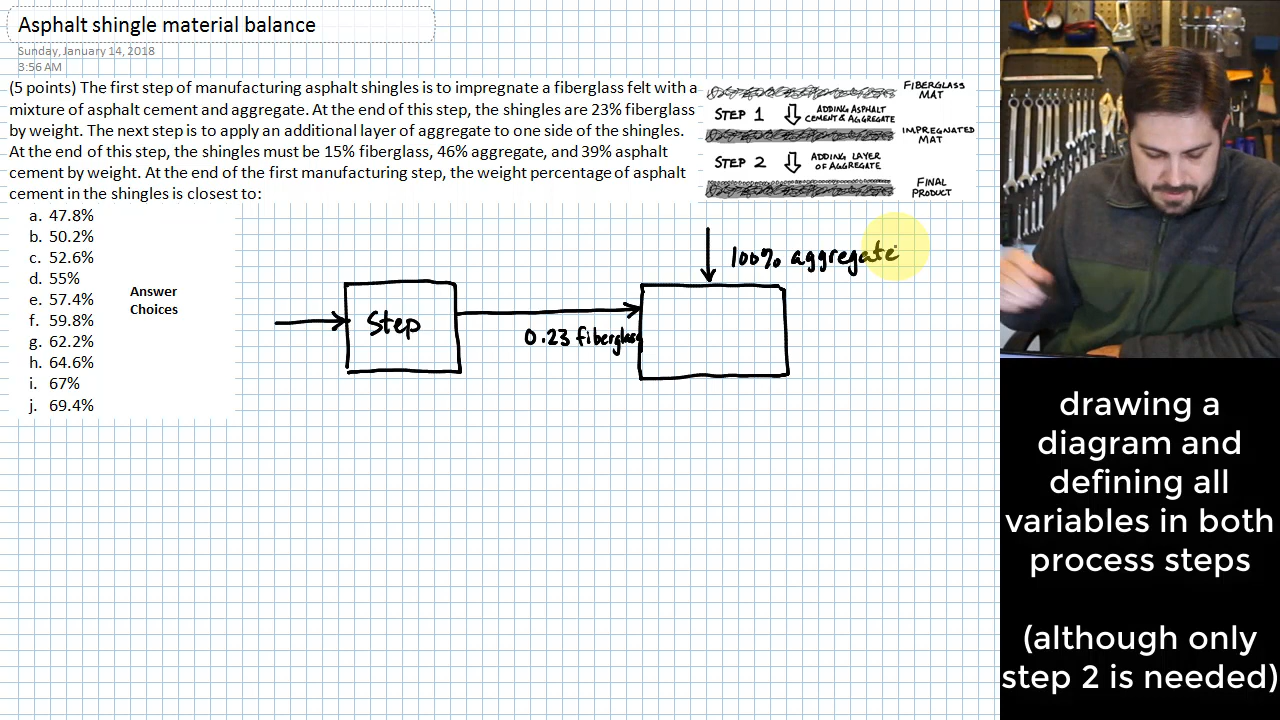 Asphalt shingle material balance
Sunday, January 14, 2018
3:56 AM
(5 points) The first step of manufacturing asphalt shingles is to impregnate a fiberglass felt with a
mixture of asphalt cement and aggregate. At the end of this step, the shingles are 23% fiberglass
by weight. The next step is to apply an additional layer of aggregate to one side of the shingles.
At the end of this step, the shingles must be 15% fiberglass, 46% aggregate, and 39% asphalt
cement by weight. At the end of the first manufacturing step, the weight percentage of asphalt
cement in the shingles is closest to:
a. 47.8%
b. 50.2%
c. 52.6%
d. 55%
e. 57.4%
f. 59.8%
g. 62.2%
h. 64.6%
i. 67%
j. 69.4%
Answer
Choices
FIBERGLASS
MAT
STEP 1
ADDING ASPHALT
CEMENT & AGGREGATE
IMPREGNATED
MAT
STEP 2
ADDING LAYER
OF AGGREGATE
FINAL
PRODUCT
100% aggregate
Step
0.23 fiberglass
drawing a
diagram and
defining all
variables in both
process steps
(although only
step 2 is needed)